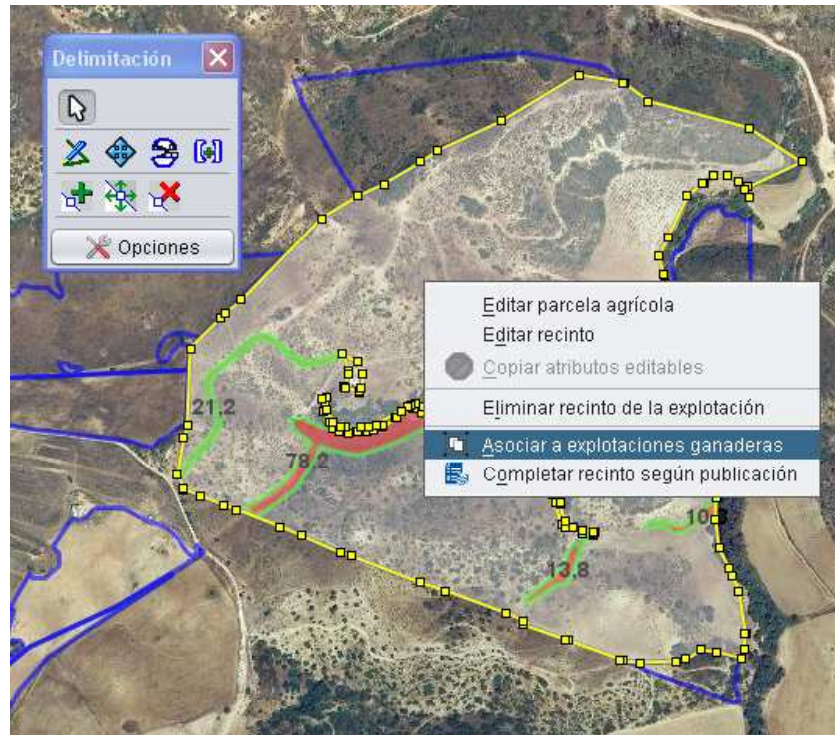 Delimitación
Opciones
Editar parcela agrícola
Editar recinto
Copiar atributos editables
Eliminar recinto de la explotación
Asociar a explotaciones ganaderas
Completar recinto según publicación
21,2
78,2
13,8